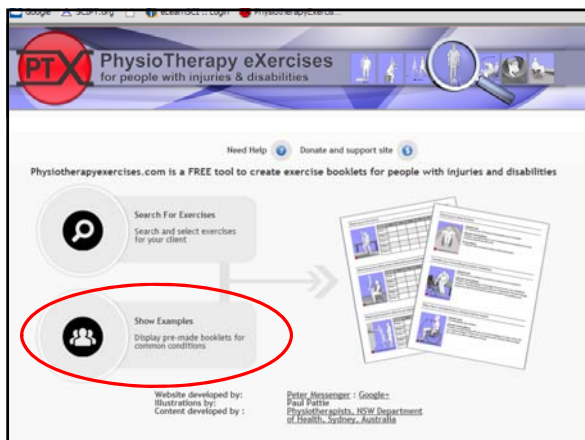 Google
SCIPT.org
eLearnSCI :: Login
PhysiotherapyExercis...
PTX
PhysioTherapy eXercises
for people with injuries & disabilities
Need Help
Donate and support site
Physiotherapyexercises.com is a FREE tool to create exercise booklets for people with injuries and disabilities
Search For Exercises
Search and select exercises
for your client
Show Examples
Display pre-made booklets for
common conditions
Website developed by: Peter Messenger : Google+
Illustrations by: Paul Pattie
Content developed by : Physiotherapists, NSW Department
of Health, Sydney, Australia